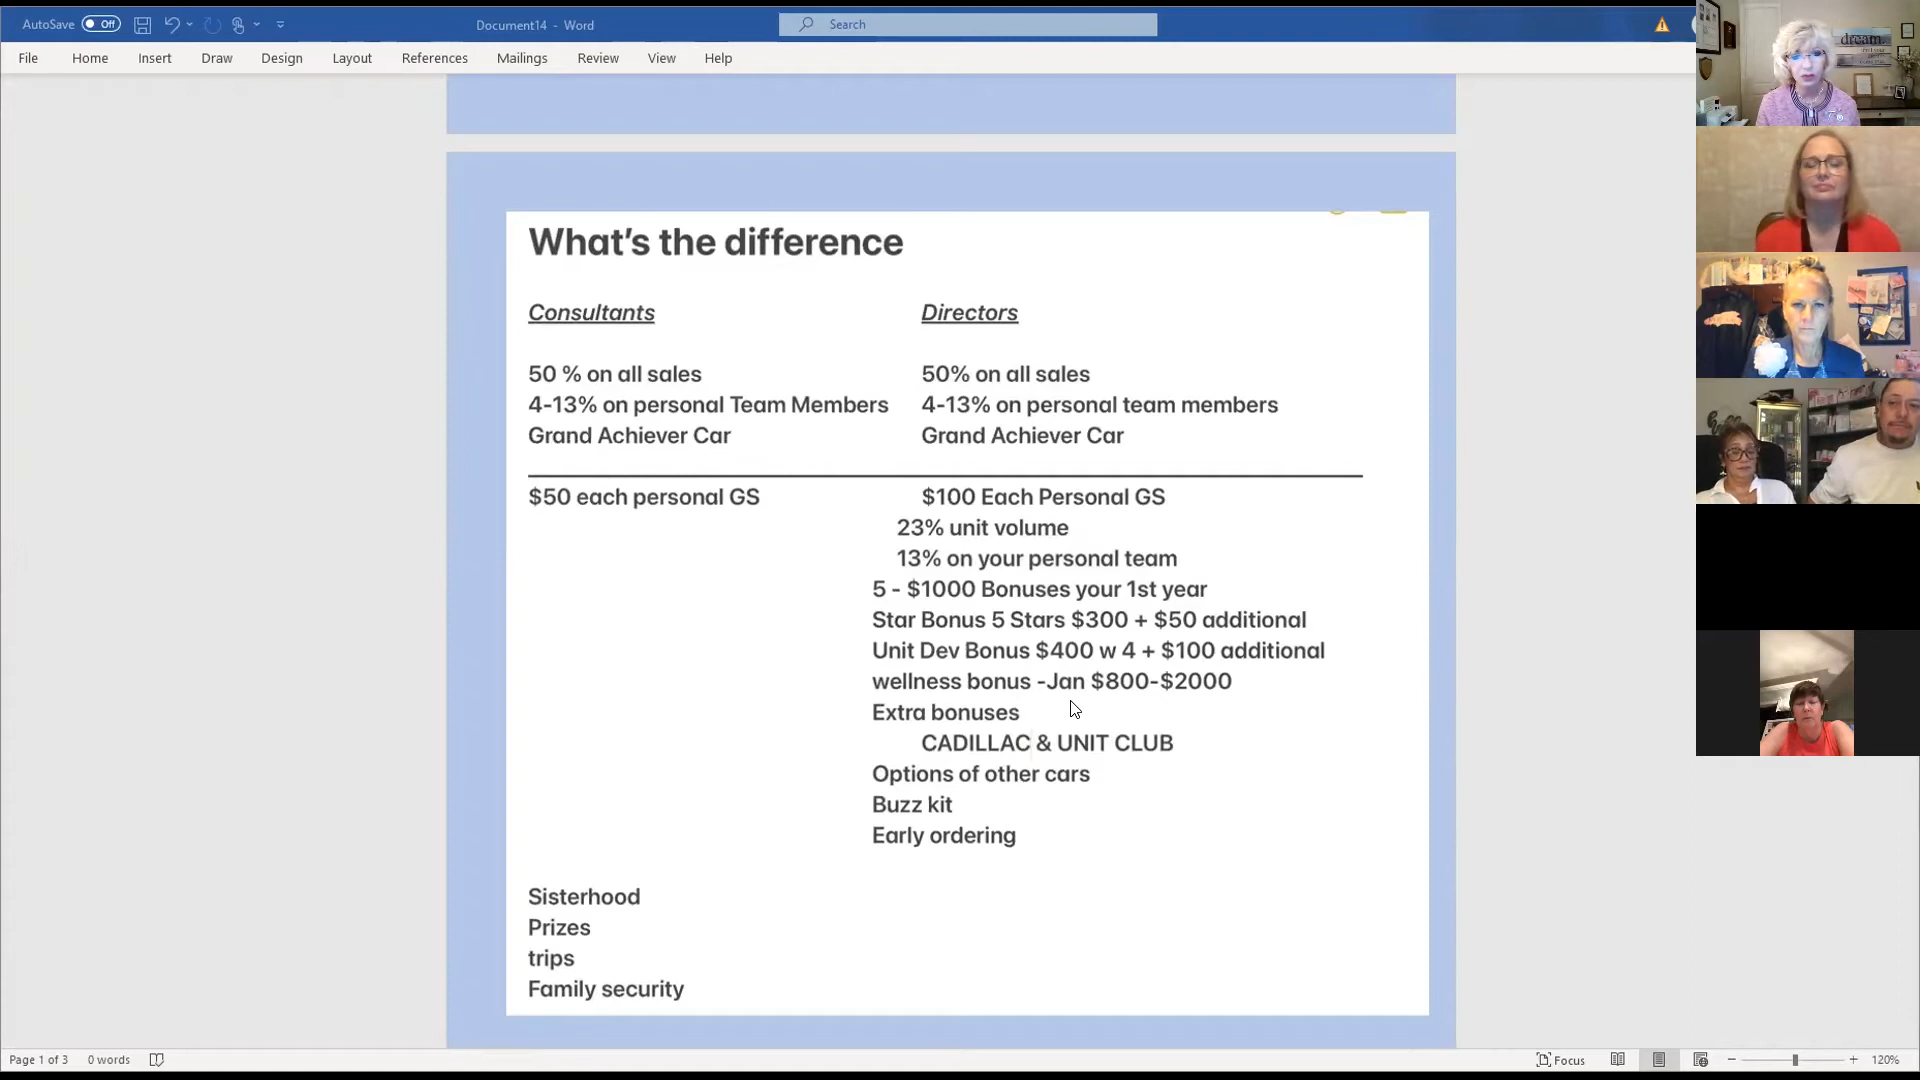 AutoSave Off
Document14 - Word
Search
File Home Insert Draw Design Layout References Mailings Review View Help
What's the difference
Consultants Directors
50 % on all sales 50% on all sales
4-13% on personal Team Members 4-13% on personal team members
Grand Achiever Car Grand Achiever Car
$50 each personal GS $100 Each Personal GS
23% unit volume
13% on your personal team
5 - $1000 Bonuses your 1st year
Star Bonus 5 Stars $300 + $50 additional
Unit Dev Bonus $400 w 4 + $100 additional
wellness bonus -Jan $800-$2000
Extra bonuses
CADILLAC & UNIT CLUB
Options of other cars
Buzz kit
Early ordering
Sisterhood
Prizes
trips
Family security
Page 1 of 3 0 words Focus 120%
dream.